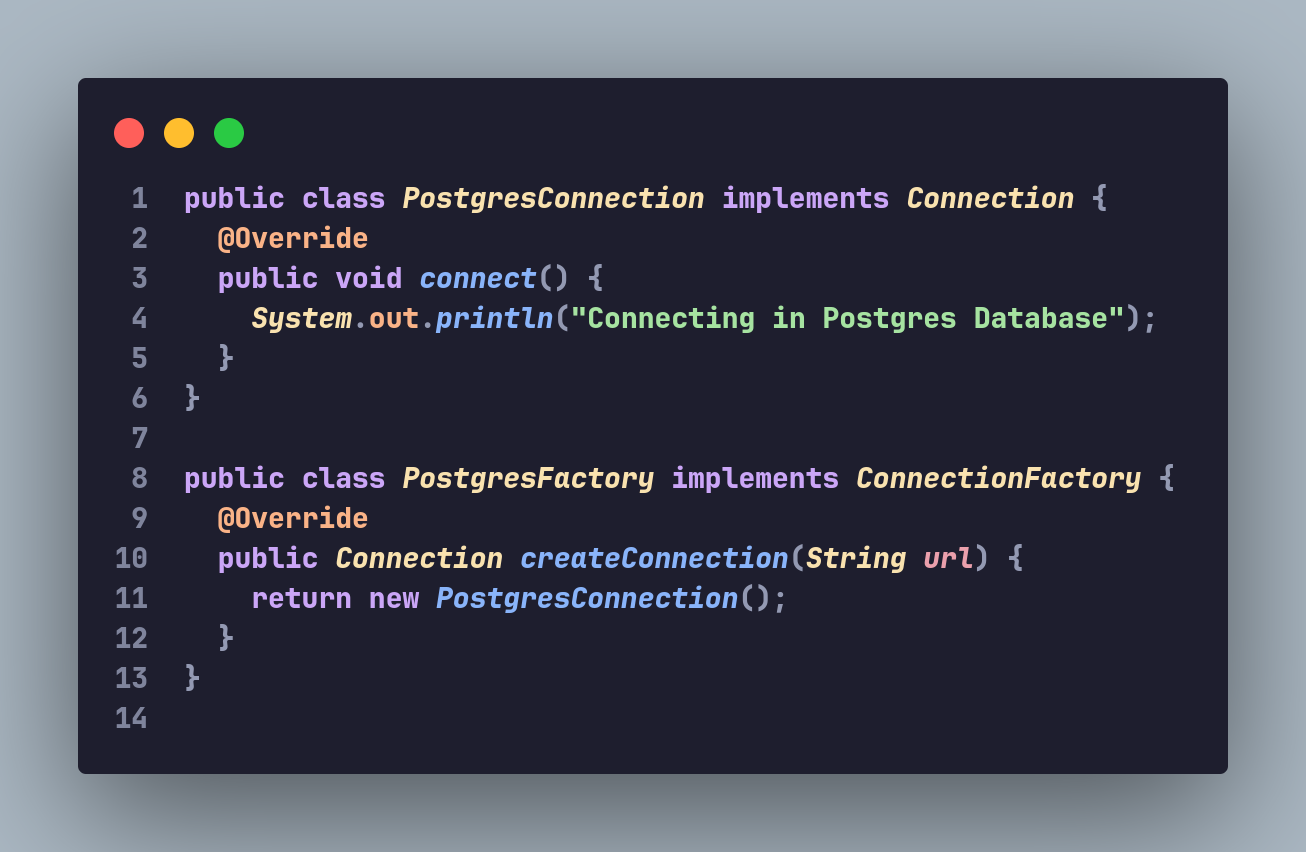 1 public class PostgresConnection implements Connection {
2   @Override
3   public void connect() {
4     System.out.println("Connecting in Postgres Database");
5   }
6 }
7
8 public class PostgresFactory implements ConnectionFactory {
9   @Override
10   public Connection createConnection(String url) {
11     return new PostgresConnection();
12   }
13 }
14